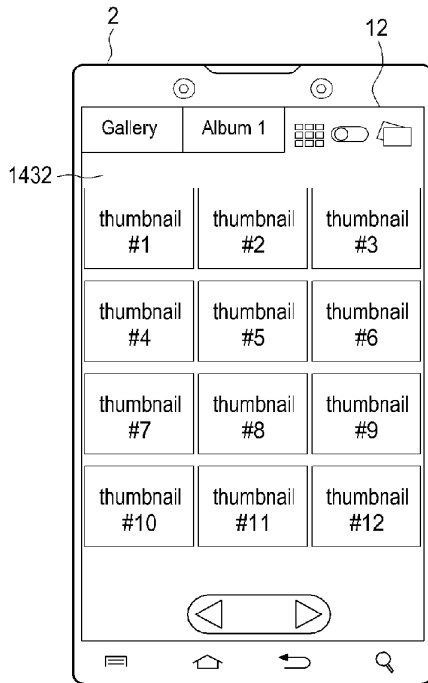 2
12
Gallery
Album 1
1432
thumbnail
#1
thumbnail
#2
thumbnail
#3
thumbnail
#4
thumbnail
#5
thumbnail
#6
thumbnail
#7
thumbnail
#8
thumbnail
#9
thumbnail
#10
thumbnail
#11
thumbnail
#12